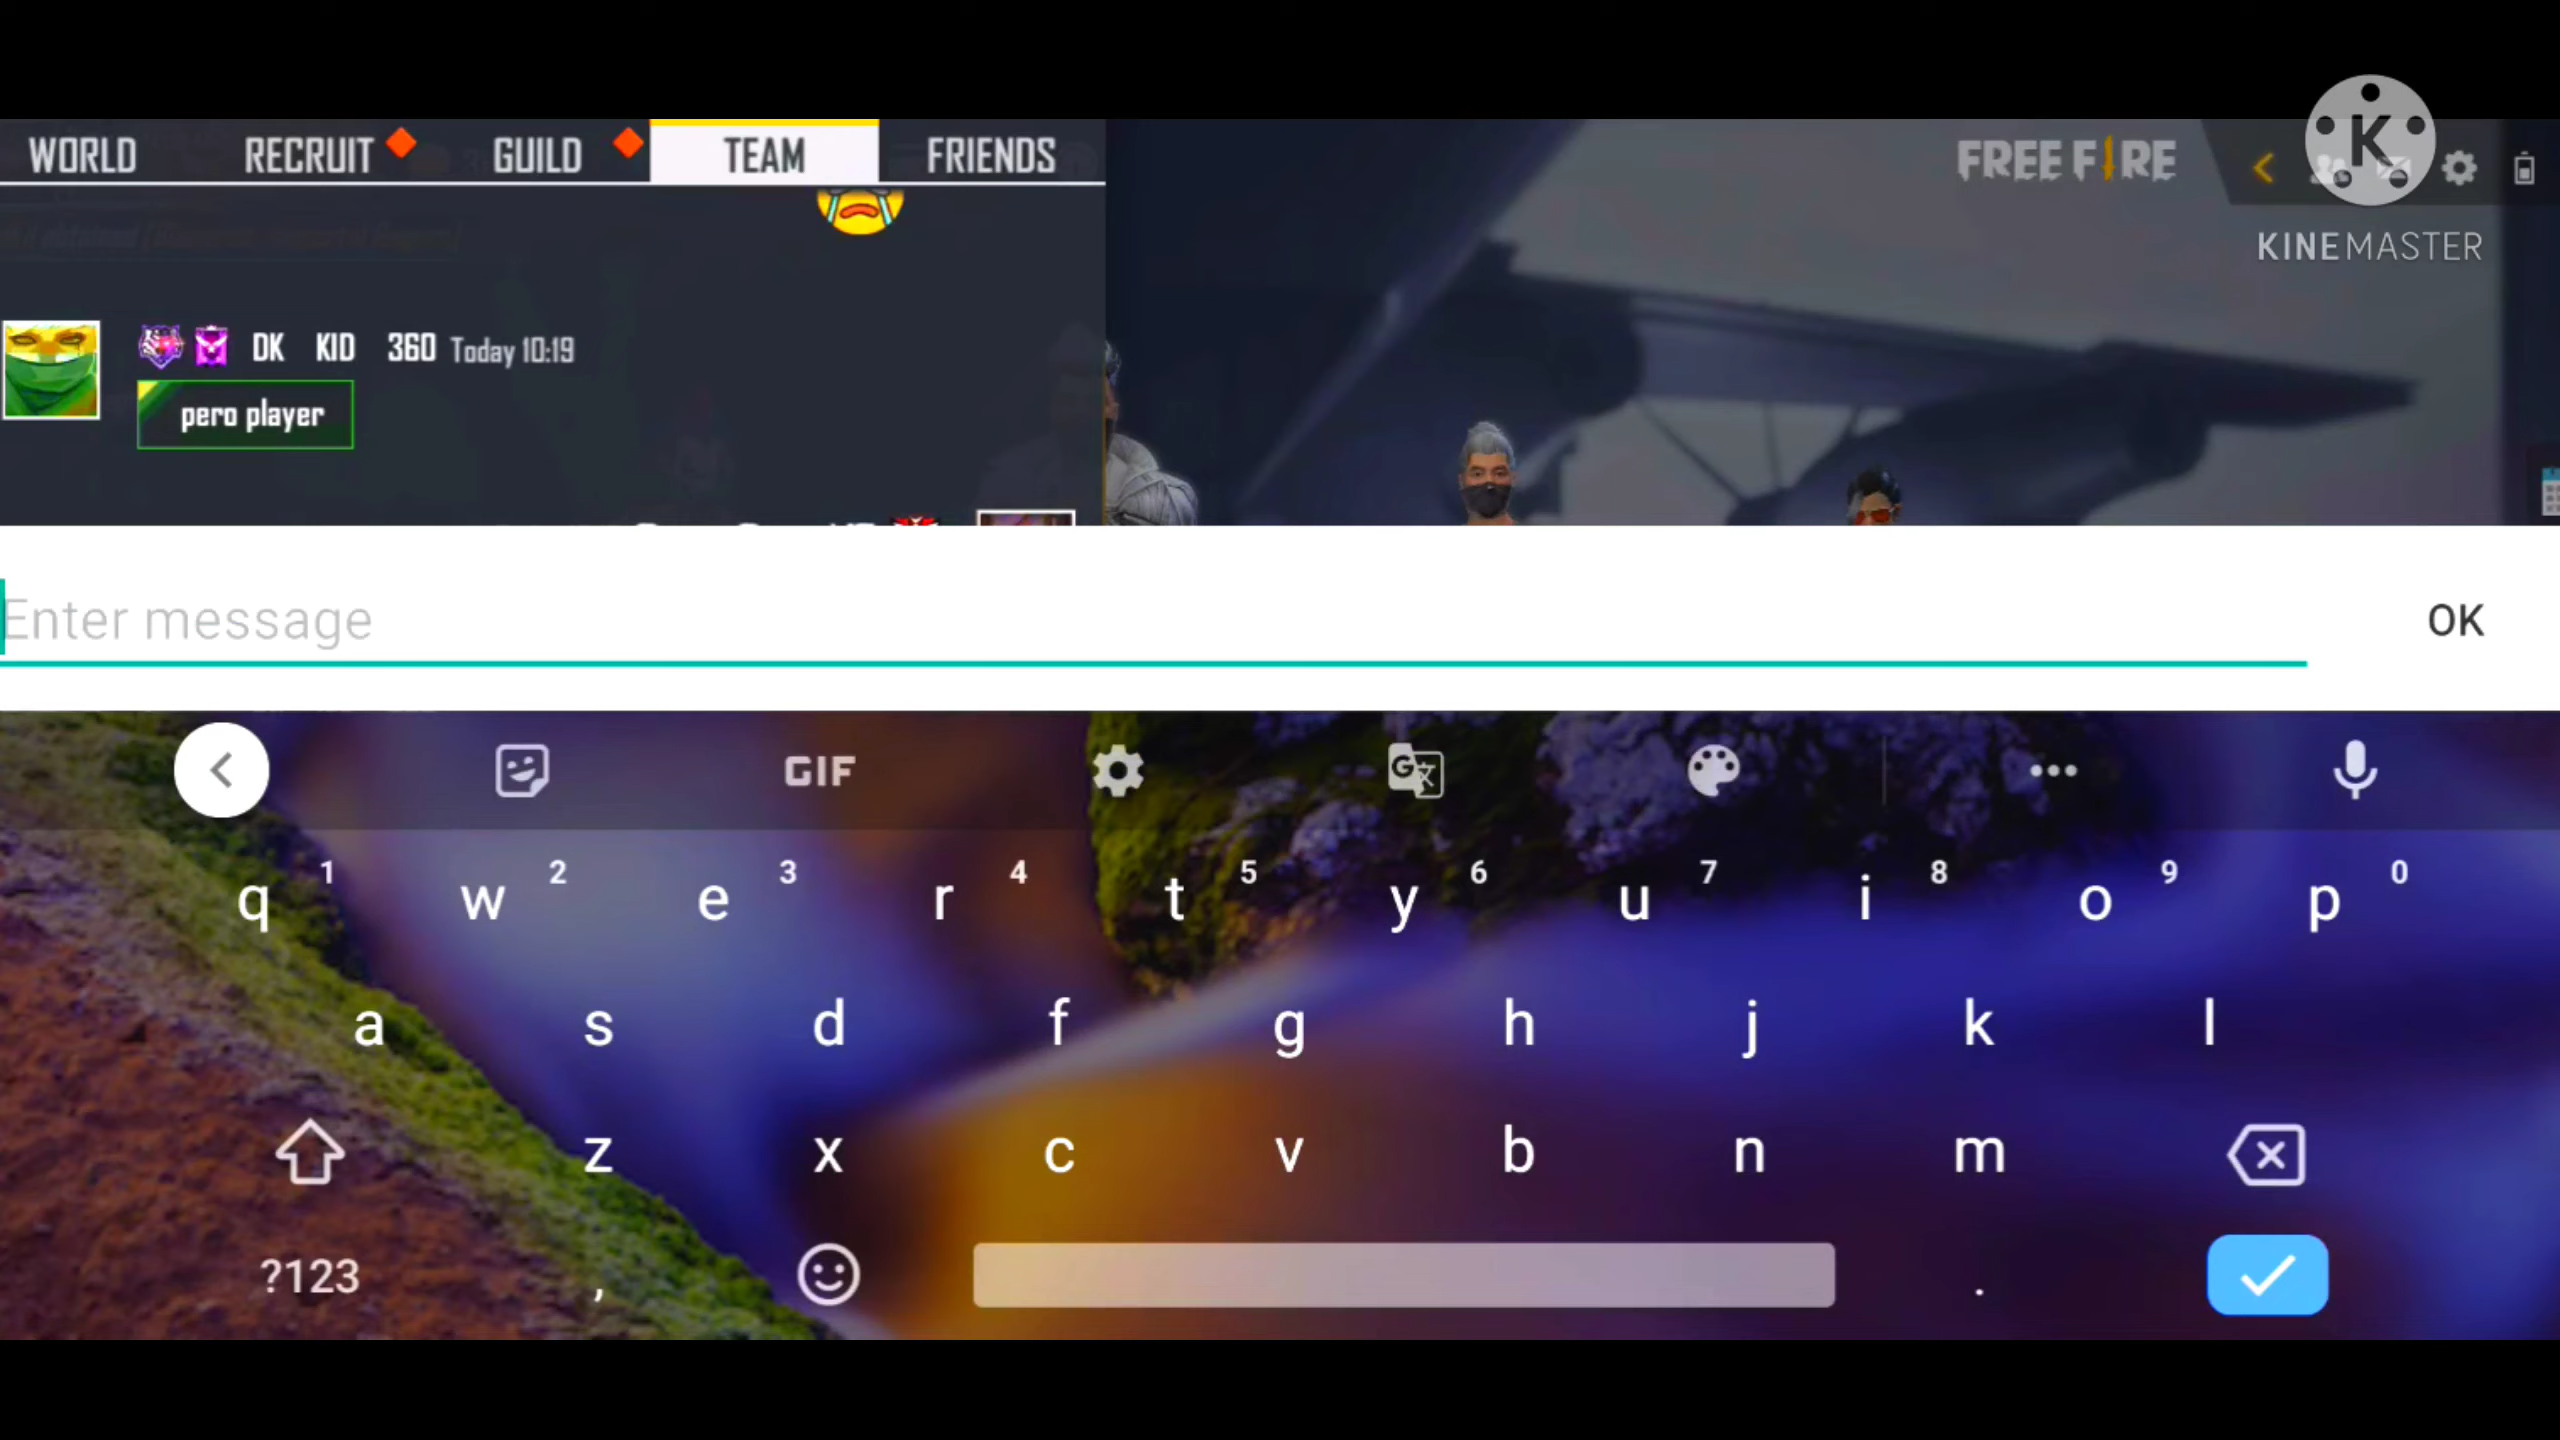 WORLD RECRUIT GUILD TEAM FRIENDS
FREE FIRE
K
KINEMASTER
DK KID 360 Today 10:19
pero player
Enter message
OK
GIF
G
q 1 w 2 e 3 r 4 t 5 y 6 u 7 i 8 o 9 p 0
a s d f g h j k l
z x c v b n m
?123 , .